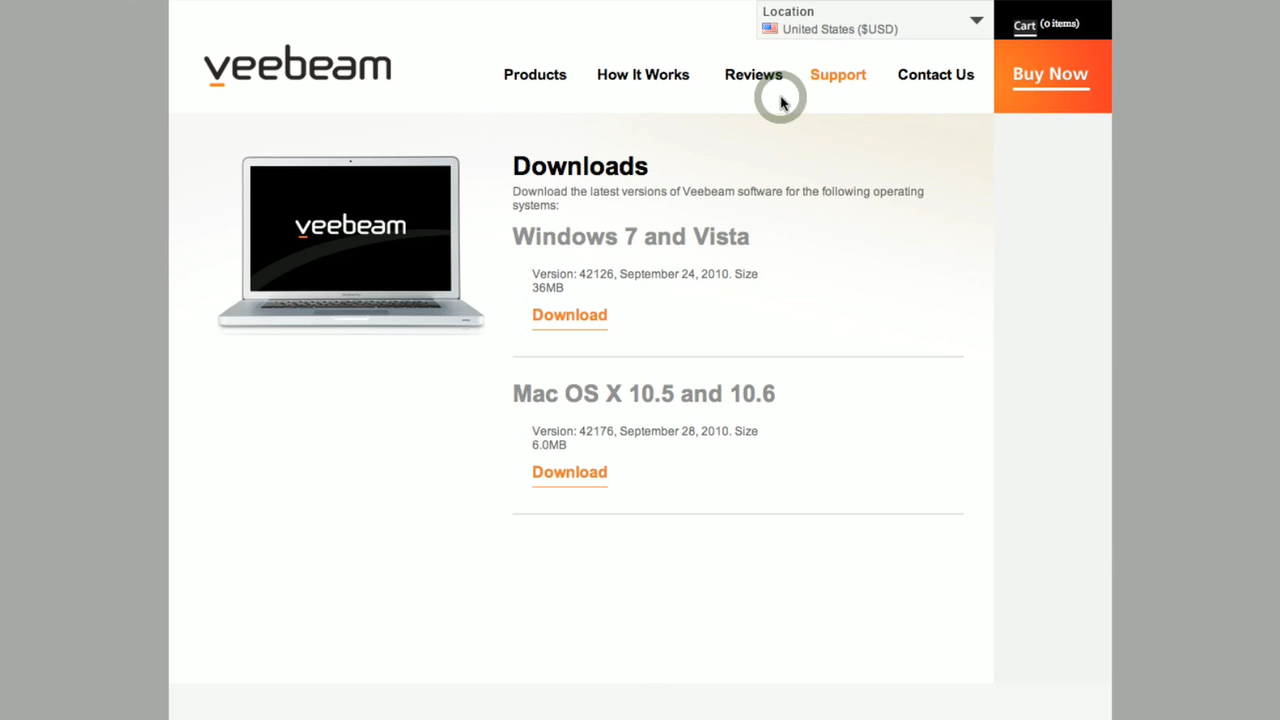 Location
United States ($USD)
Cart (0 items)
veebeam
Products
How It Works
Reviews
Support
Contact Us
Buy Now
veebeam
Downloads
Download the latest versions of Veebeam software for the following operating
systems:
Windows 7 and Vista
Version: 42126, September 24, 2010. Size
36MB
Download
Mac OS X 10.5 and 10.6
Version: 42176, September 28, 2010. Size
6.0MB
Download